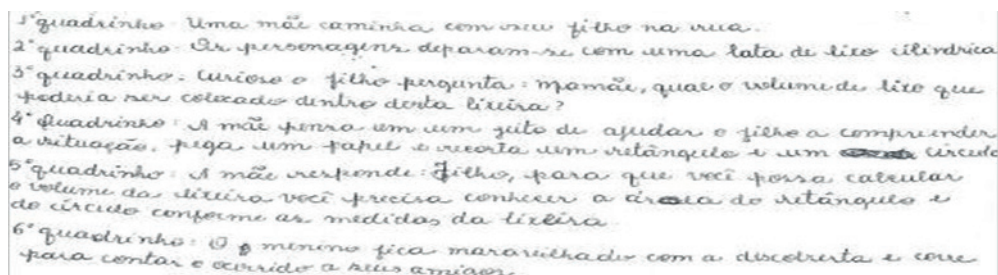 1º quadrinho: Uma mãe caminha com seu filho na rua.
2º quadrinho: Os personagens deparam-se com uma lata de lixo cilíndrica
3º quadrinho: Curioso o filho pergunta: mamãe, qual o volume de lixo que
poderia ser colocado dentro desta lixeira?
4º Quadrinho: A mãe pensa em um jeito de ajudar o filho a compreender
a situação, pega um papel e recorta um retângulo e um círculo
5º quadrinho: A mãe responde: Filho, para que você possa calcular
o volume da lixeira você precisa conhecer a área do retângulo e
do círculo conforme as medidas da lixeira
6º quadrinho: O menino fica maravilhado com a discoberta e corre
para contar o ocorrido a seus amigos.